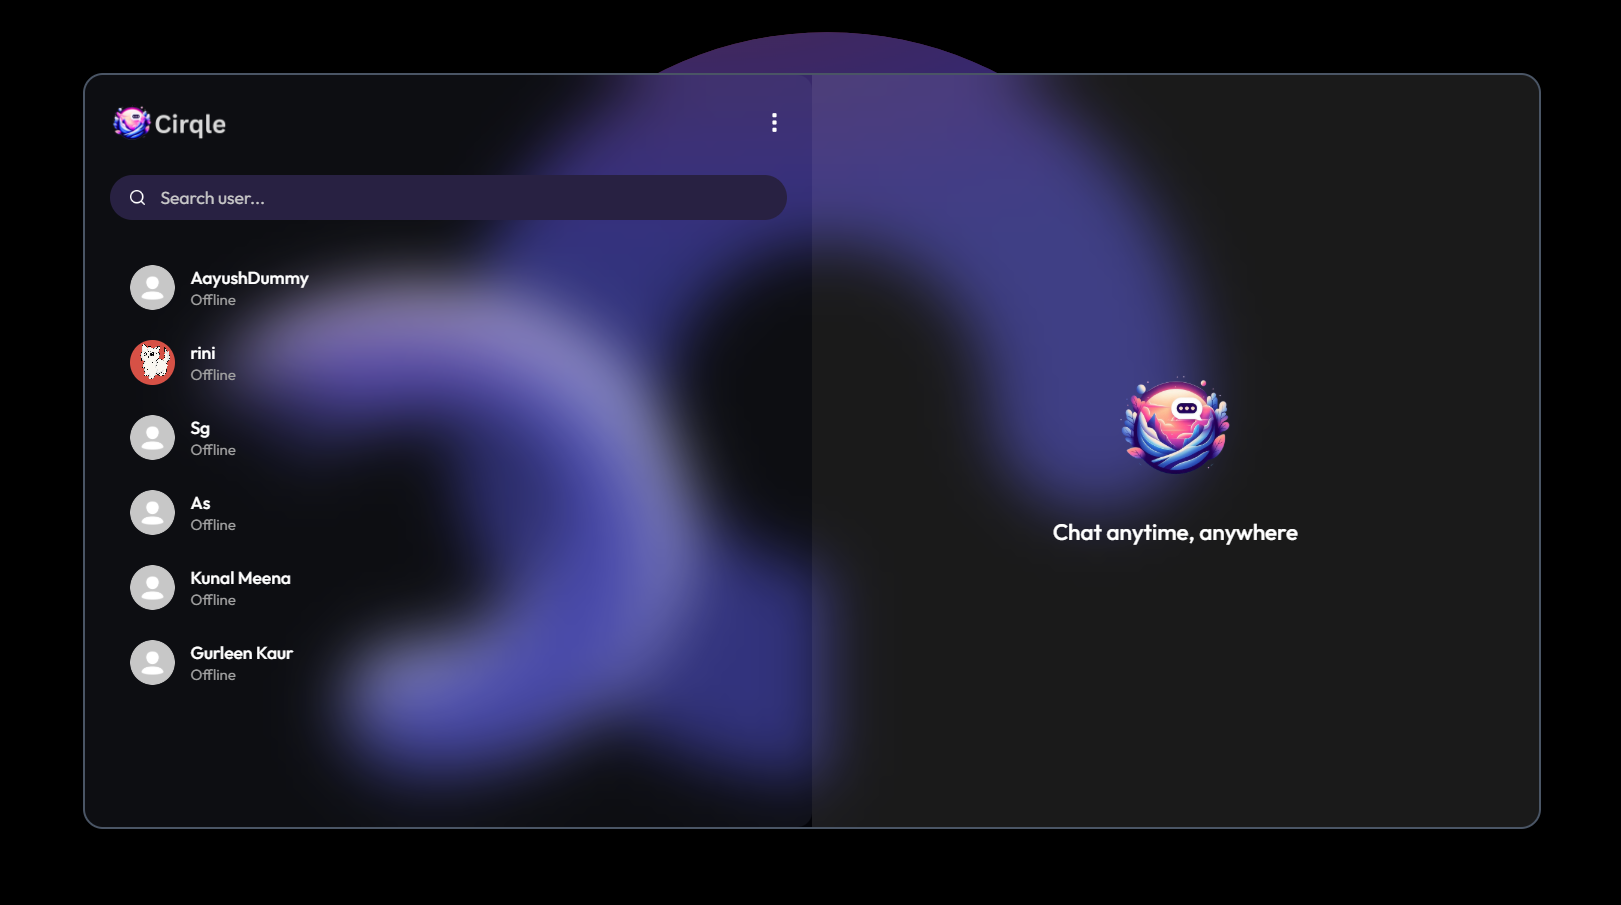 Cirqle
Search user...
AayushDummy
Offline
rini
Offline
Sg
Offline
As
Offline
Kunal Meena
Offline
Gurleen Kaur
Offline
Chat anytime, anywhere